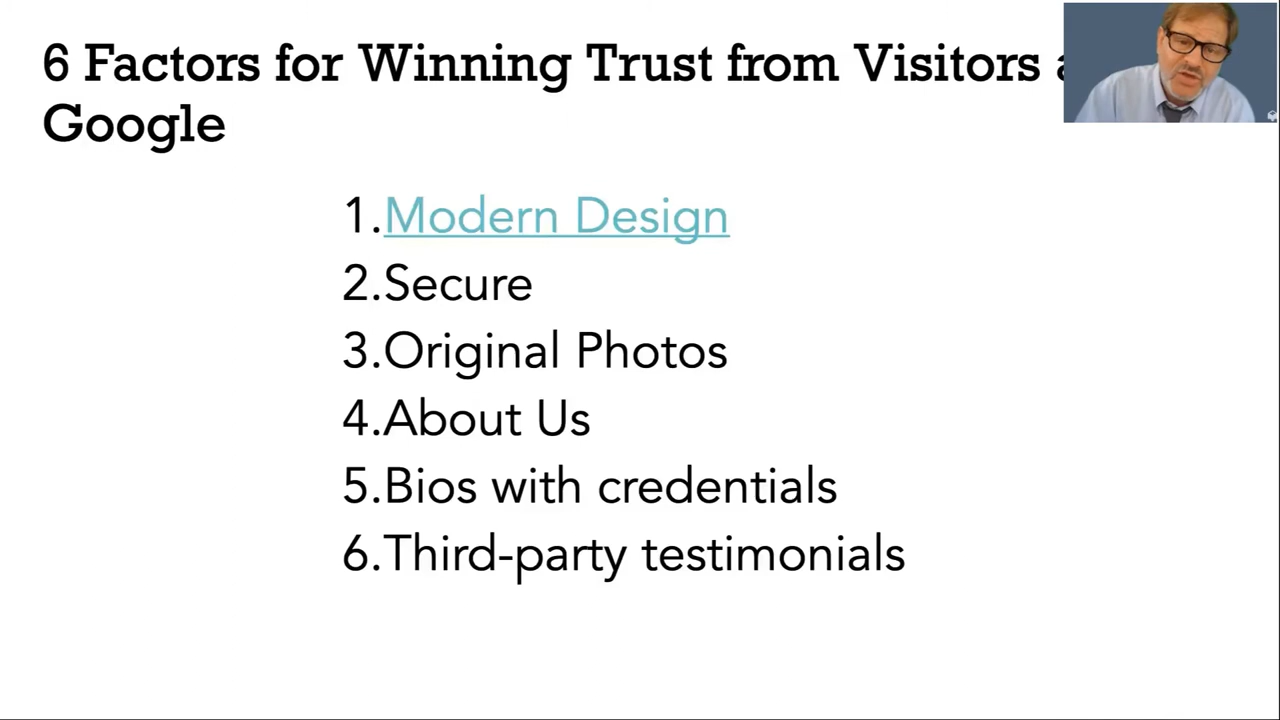 6 Factors for Winning Trust from Visitors
Google
1.Modern Design
2.Secure
3.Original Photos
4.About Us
5.Bios with credentials
6.Third-party testimonials